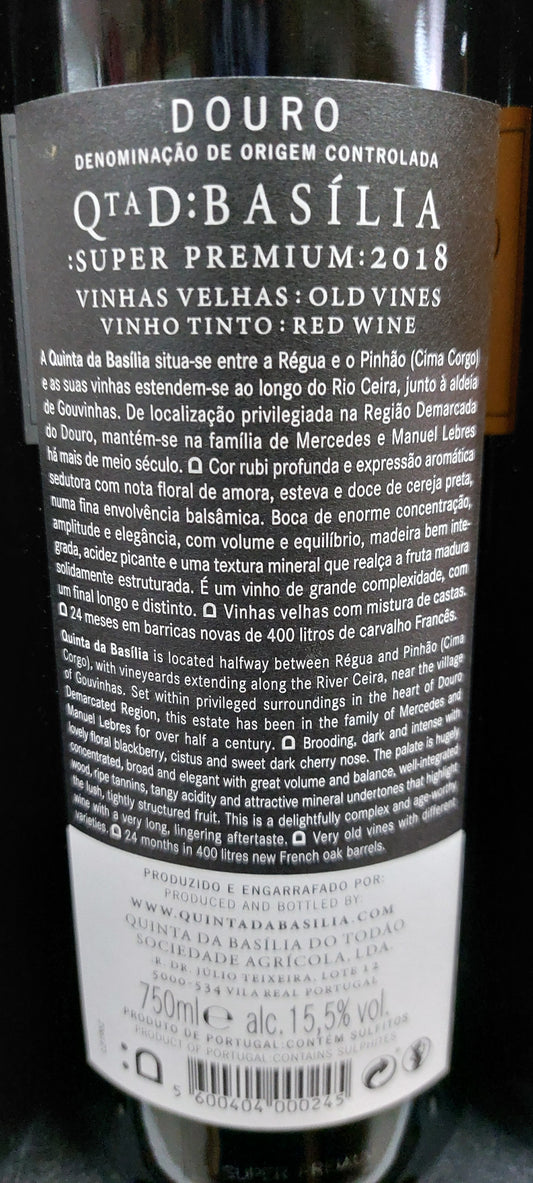 DOURO
DENOMINAÇÃO DE ORIGEM CONTROLADA
QTAD:BASÍLIA
:SUPER PREMIUM:2018
VINHAS VELHAS:OLD VINES
VINHO TINTO:RED WINE
A Quinta da Basília situa-se entre a Régua e o Pinhão (Cima Corgo)
e as suas vinhas estendem-se ao longo do Rio Ceira, junto à aldeia
de Gouvinhas. De localização privilegiada na Região Demarcada
do Douro, mantém-se na família de Mercedes e Manuel Lebres
há mais de meio século. Cor rubi profunda e expressão aromática
sedutora com nota floral de amora, esteva e doce de cereja preta,
numa fina envolvência balsâmica. Boca de enorme concentração,
amplitude e elegância, com volume e equilíbrio, madeira bem inte-
grada, acidez picante e uma textura mineral que realça a fruta madura
solidamente estruturada. É um vinho de grande complexidade, com
um final longo e distinto. Vinhas velhas com mistura de castas.
24 meses em barricas novas de 400 litros de carvalho Francês.
Quinta da Basília is located halfway between Régua and Pinhão (Cima
Corgo), with vineyeards extending along the River Ceira, near the village
of Gouvinhas. Set within privileged surroundings in the heart of Douro
Demarcated Region, this estate has been in the family of Mercedes and
Manuel Lebres for over half a century. Brooding, dark and intense with
lovely floral blackberry, cistus and sweet dark cherry nose. The palate is hugely
concentrated, broad and elegant with great volume and balance, well-integrated
wood, ripe tannins, tangy acidity and attractive mineral undertones that highlight
the lush, tightly structured fruit. This is a delightfully complex and age-worthy
wine with a very long, lingering aftertaste. Very old vines with different
varieties. 24 months in 400 litres new French oak barrels.
PRODUZIDO E ENGARRAFADO POR:
PRODUCED AND BOTTLED BY:
WWW.QUINTADABASILIA.COM
QUINTA DA BASÍLIA DO TODÃO
SOCIEDADE AGRÍCOLA, LDA.
R. DR. JÚLIO TEIXEIRA, LOTE 12
5000-534 VILA REAL PORTUGAL
750ml e alc. 15,5% vol.
PRODUTO DE PORTUGAL:CONTÉM SULFITOS
PRODUCT OF PORTUGAL:CONTAINS SULPHITES
:D
5 600404 000245
SUPER PREMIUM